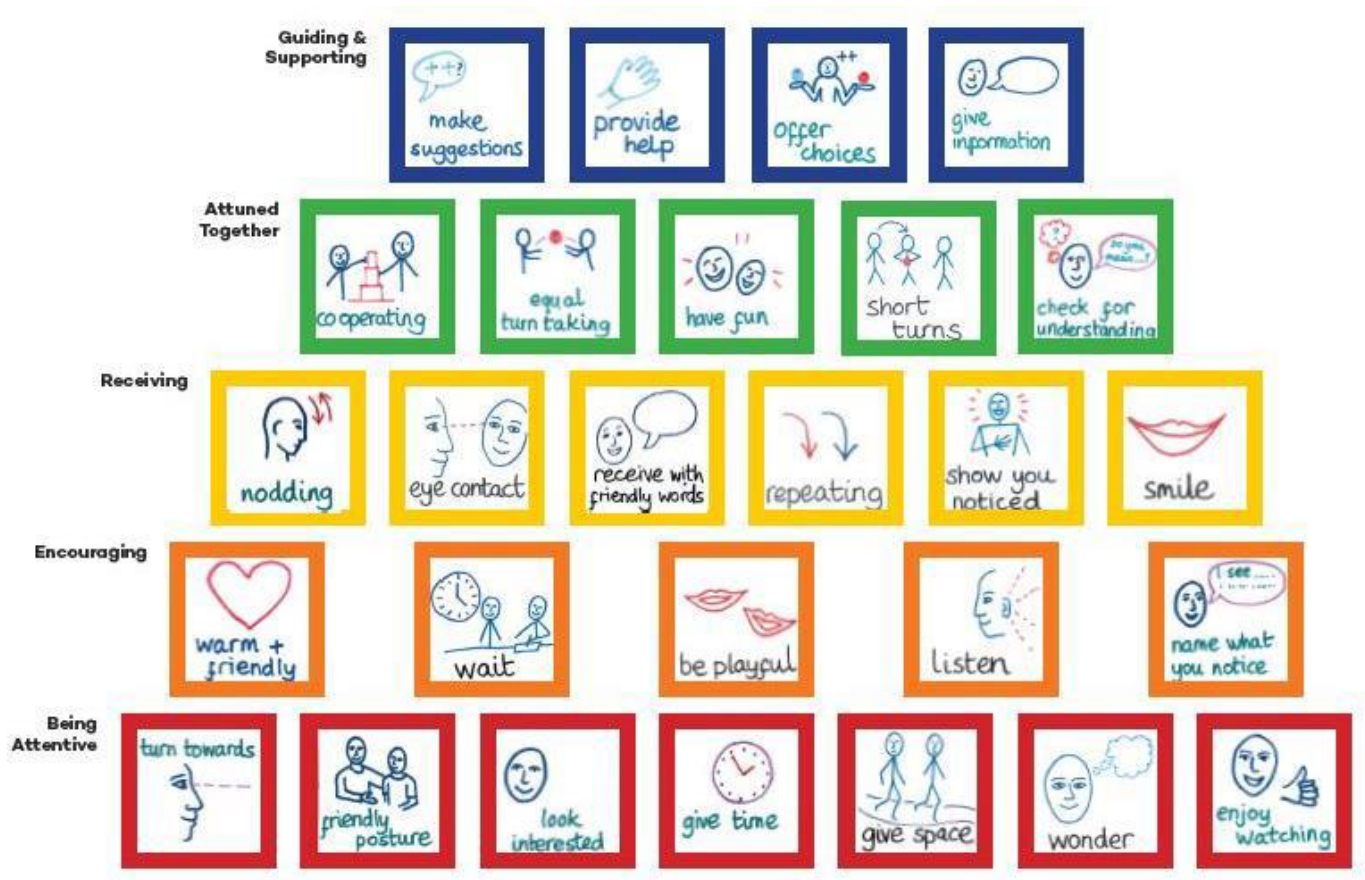 Guiding &
Supporting
++?
make
suggestions
provide
help
++
offer
choices
give
information
Attuned
Together
cooperating
equal
turn taking
have fun
short
turns
?
so you
mean...?
check for
understanding
Receiving
nodding
eye contact
receive with
friendly words
repeating
show you
noticed
smile
Encouraging
warm +
friendly
wait
be playful
listen
I see.....
name what
you notice
Being
Attentive
turn towards
friendly
posture
look
interested
give time
give space
wonder
enjoy
watching